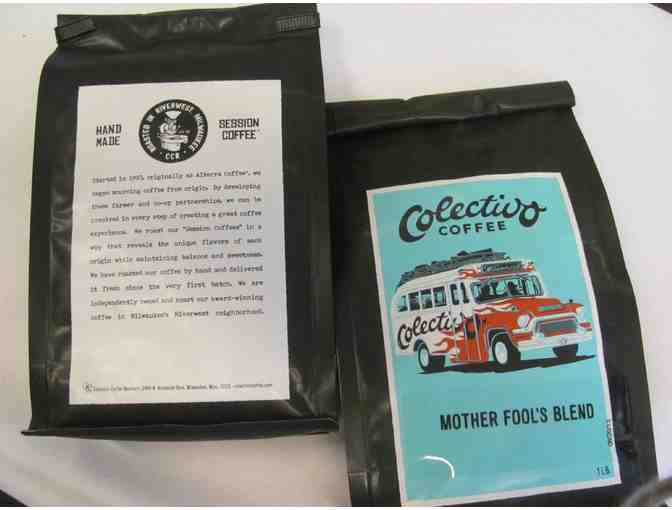 HAND
MADE
ROASTED IN RIVERWEST MILWAUKEE
CCR
SESSION
COFFEE
Started in 1993, originally as Alterra Coffee, we
began sourcing coffee from origin. By developing
these farmer and co-op partnerships, we can be
involved in every step of creating a great coffee
experience. We roast our "Session Coffees" in a
way that reveals the unique flavors of each
origin while maintaining balance and sweetness.
We have roasted our coffee by hand and delivered
it fresh since the very first batch. We are
independently owned and roast our award-winning
coffee in Milwaukee's Riverwest neighborhood.
Colectivo
COFFEE
Colectivo
MOTHER FOOL'S BLEND
1 LB